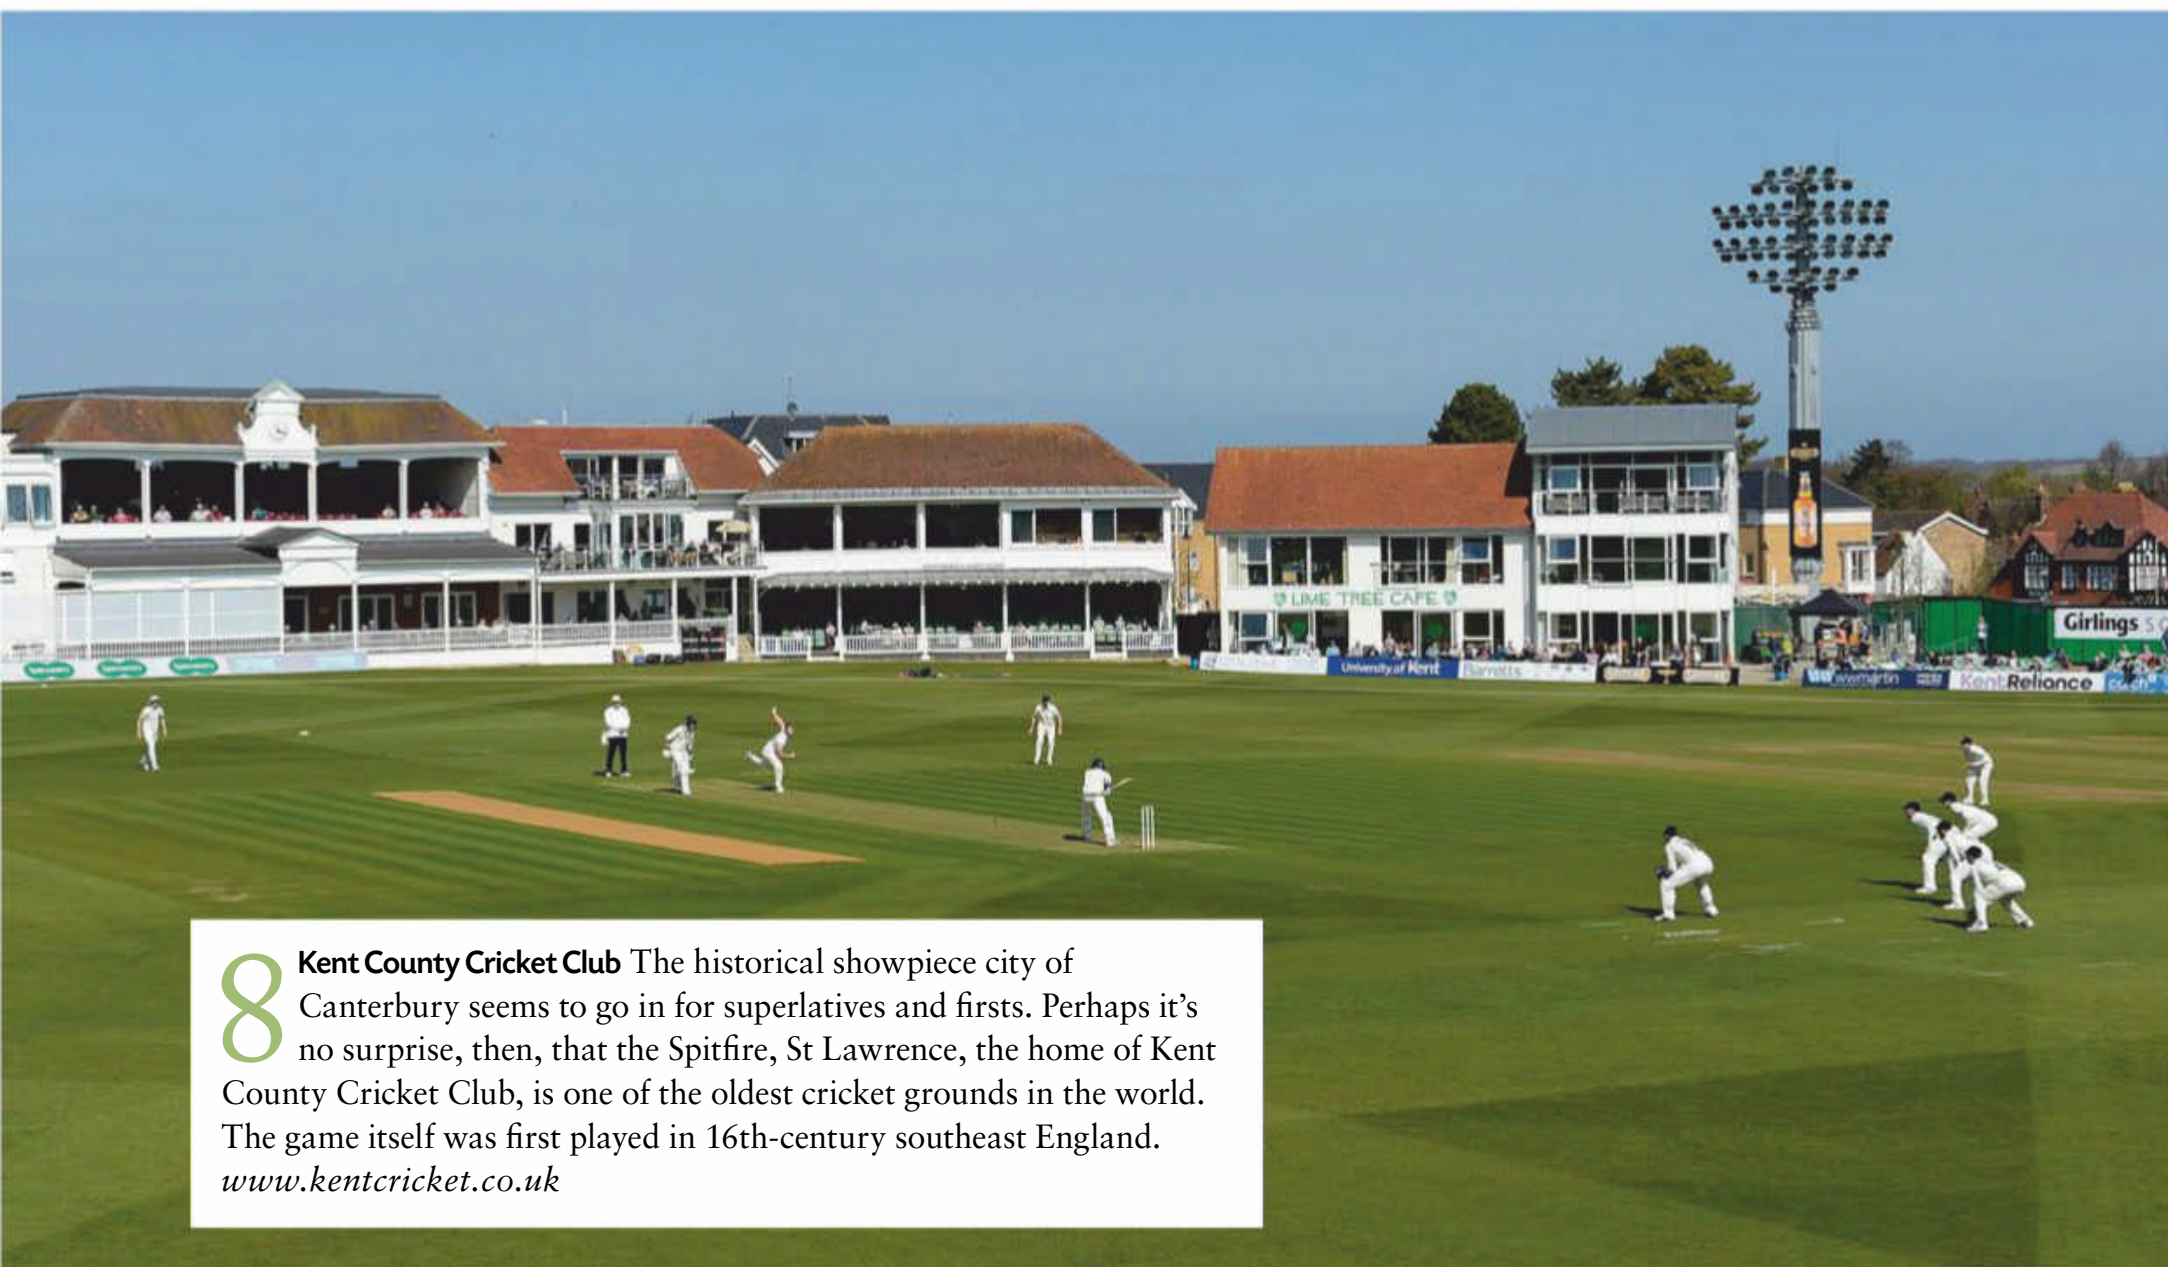 LIME TREE CAFE
Girlings
University of Kent
Barretts
wwmartin
KentReliance
8
Kent County Cricket Club The historical showpiece city of
Canterbury seems to go in for superlatives and firsts. Perhaps it’s
no surprise, then, that the Spitfire, St Lawrence, the home of Kent
County Cricket Club, is one of the oldest cricket grounds in the world.
The game itself was first played in 16th-century southeast England.
www.kentcricket.co.uk